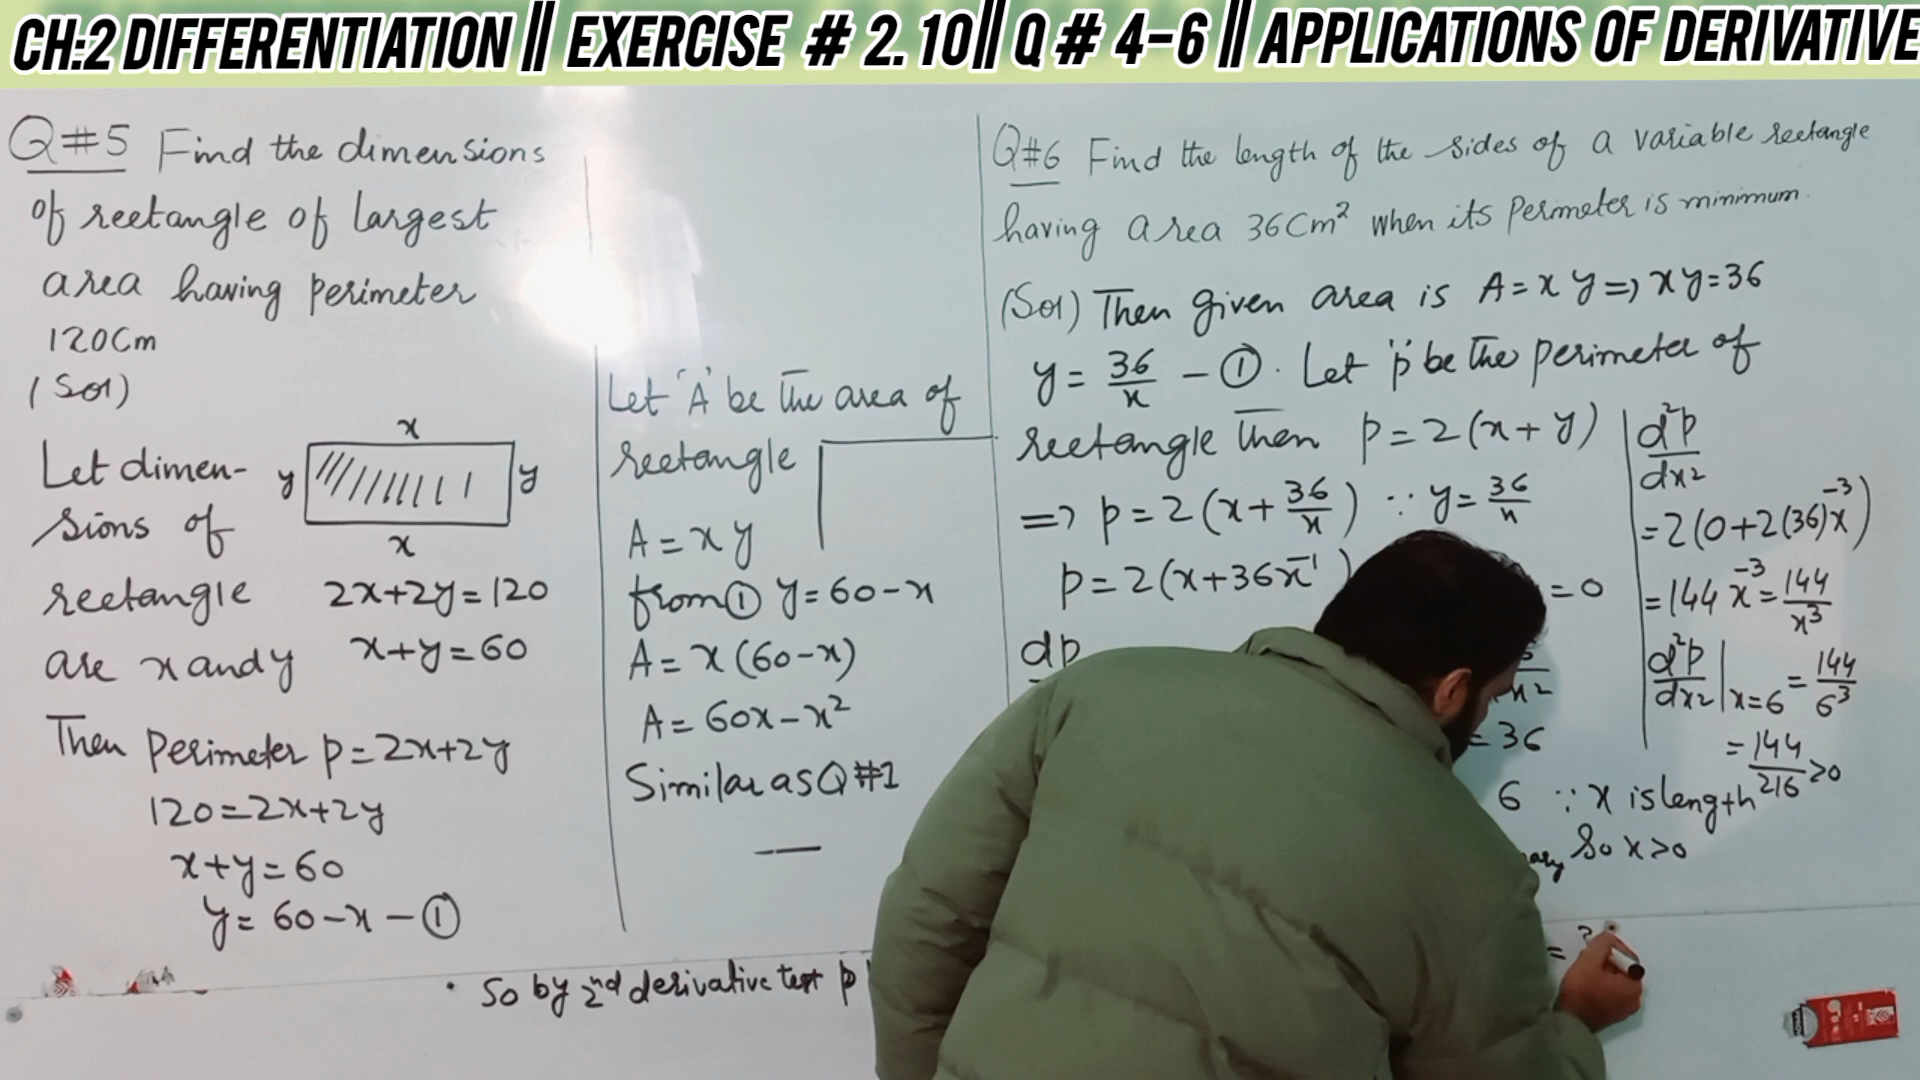 CH:2 DIFFERENTIATION || EXERCISE # 2.10|| Q # 4-6 || APPLICATIONS OF DERIVATIVE
Q#5 Find the dimensions
of rectangle of largest
area having perimeter
120Cm
(Sol)
x
Let dimen-
y
y
sions of
x
rectangle 2x+2y=120
are x and y x+y=60
Then Perimeter p=2x+2y
120=2x+2y
x+y=60
y=60-x-①
Let 'A' be the area of
rectangle
A=xy
from① y=60-x
A=x(60-x)
A=60x-x²
Similar as Q#1
So by 2nd derivative test p
Q#6 Find the length of the sides of a variable rectangle
having area 36Cm² when its Perimeter is minimum.
(Sol) Then given area is A=xy⇒xy=36
y=36/x-①. Let 'p' be the perimeter of
rectangle Then p=2(x+y)
⇒p=2(x+36/x) ∵y=36/x
p=2(x+36x⁻¹)
=0
dp
x²
=36
6 ∵ x is length
So x>0
=
d²p/dx²
=2(0+2(36)x⁻³)
=144x⁻³=144/x³
d²p/dx²|x=6=144/6³
=144/216>0